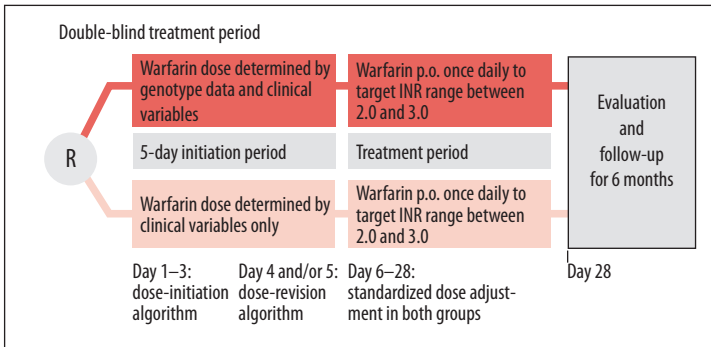 Double-blind treatment period
Warfarin dose determined by
genotype data and clinical
variables
Warfarin p.o. once daily to
target INR range between
2.0 and 3.0
R
5-day initiation period
Treatment period
Warfarin dose determined by
clinical variables only
Warfarin p.o. once daily to
target INR range between
2.0 and 3.0
Evaluation
and
follow-up
for 6 months
Day 1–3:
dose-initiation
algorithm
Day 4 and/or 5:
dose-revision
algorithm
Day 6–28:
standardized dose adjust-
ment in both groups
Day 28